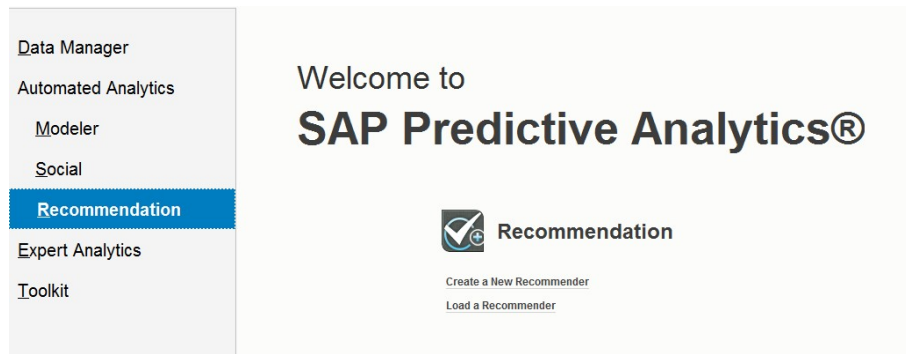 Data Manager
Automated Analytics
Modeler
Social
Recommendation
Expert Analytics
Toolkit
Welcome to
SAP Predictive Analytics®
Recommendation
Create a New Recommender
Load a Recommender